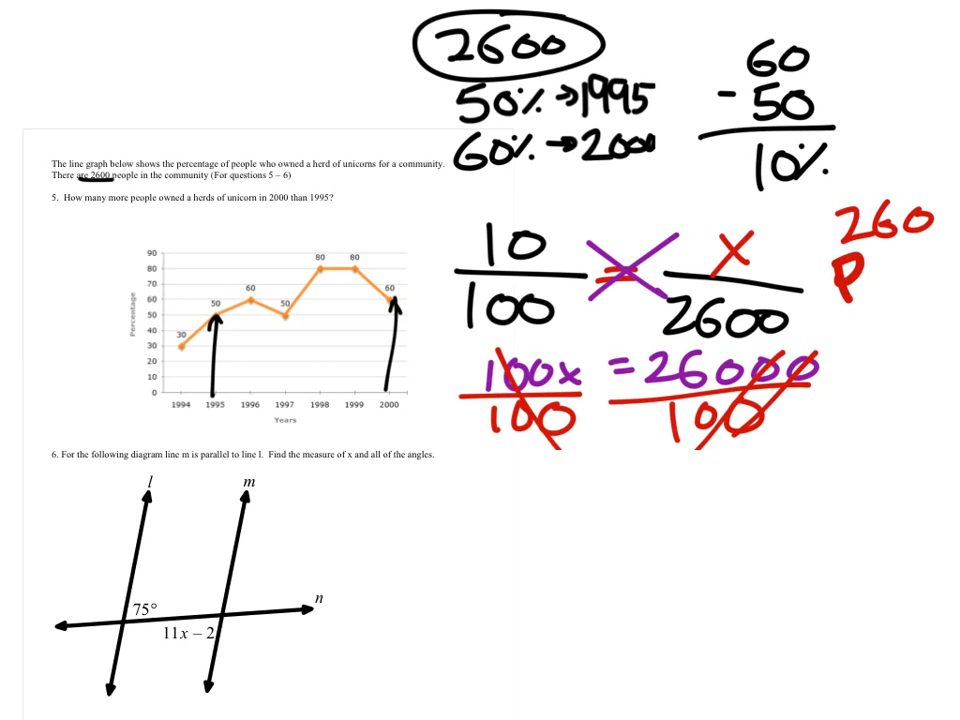 2600
50% → 1995
60% → 2000
60
- 50
10%
The line graph below shows the percentage of people who owned a herd of unicorns for a community.
There are 2600 people in the community (For questions 5 – 6)
5. How many more people owned a herds of unicorn in 2000 than 1995?
10
100
=
x
2600
260
P
100x = 26000
100
100
Percentage
90
80
70
60
50
40
30
20
10
0
30
50
60
50
80
80
60
1994 1995 1996 1997 1998 1999 2000
Years
6. For the following diagram line m is parallel to line l. Find the measure of x and all of the angles.
l
m
n
75°
11x – 2